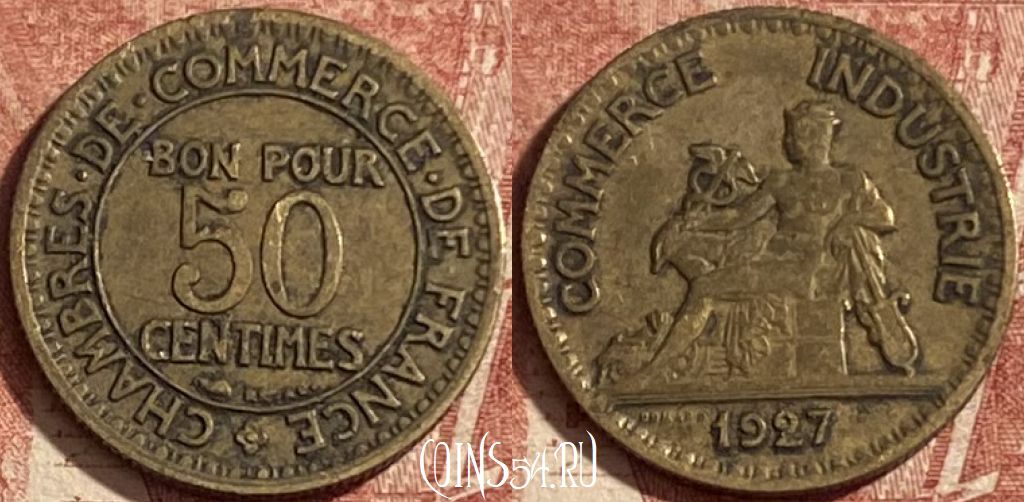 CHAMBRES · DE · COMMERCE · DE · FRANCE
BON POUR
50
CENTIMES
COMMERCE INDUSTRIE
1927
COINS54.RU